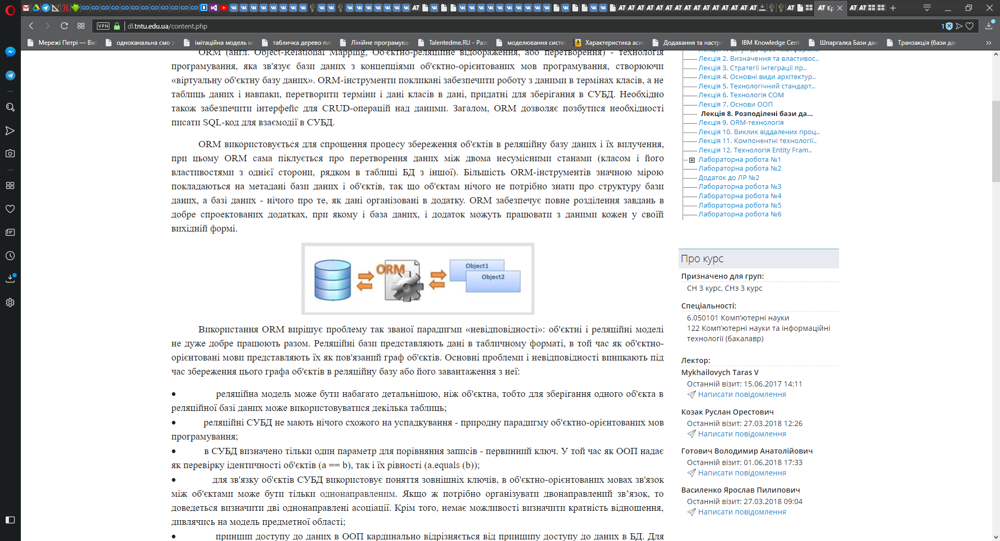 VPN
dl.tntu.edu.ua/content.php
1
Мережі Петрі — Вікі
одноканальна смо з
імітаційна модель м
табличка дерево пл
Лінійне програмува
Talentedme.RU - Раз
моделювання систе
Характеристика аси
Додавання та настр
IBM Knowledge Cent
Шпаргалка Бази дан
Транзакція (бази да
ORM (англ. Object-Relational Mapping, Об'єктно-реляційне відображення, або перетворення) - технологія
програмування, яка зв'язує бази даних з концепціями об'єктно-орієнтованих мов програмування, створюючи
«віртуальну об'єктну базу даних». ORM-інструменти покликані забезпечити роботу з даними в термінах класів, а не
таблиць даних і навпаки, перетворити терміни і дані класів в дані, придатні для зберігання в СУБД. Необхідно
також забезпечити інтерфейс для CRUD-операцій над даними. Загалом, ORM дозволяє позбутися необхідності
писати SQL-код для взаємодії в СУБД.
ORM використовується для спрощення процесу збереження об'єктів в реляційну базу даних і їх вилучення,
при цьому ORM сама піклується про перетворення даних між двома несумісними станами (класом і його
властивостями з однієї сторони, рядком в таблиці БД з іншої). Більшість ORM-інструментів значною мірою
покладаються на метадані бази даних і об'єктів, так що об'єктам нічого не потрібно знати про структуру бази
даних, а базі даних - нічого про те, як дані організовані в додатку. ORM забезпечує повне розділення завдань в
добре спроектованих додатках, при якому і база даних, і додаток можуть працювати з даними кожен у своїй
вихідній формі.
ORM
Object1
Object2
Використання ORM вирішує проблему так званої парадигми «невідповідності»: об'єктні і реляційні моделі
не дуже добре працюють разом. Реляційні бази представляють дані в табличному форматі, в той час як об'єктно-
орієнтовані мови представляють їх як пов'язаний граф об'єктів. Основні проблеми і невідповідності виникають під
час збереження цього графа об'єктів в реляційну базу або його завантаження з неї:
• реляційна модель може бути набагато детальнішою, ніж об'єктна, тобто для зберігання одного об'єкта в
реляційної базі даних може використовуватися декілька таблиць;
• реляційні СУБД не мають нічого схожого на успадкування - природну парадигму об'єктно-орієнтованих мов
програмування;
• в СУБД визначено тільки один параметр для порівняння записів - первинний ключ. У той час як ООП надає
як перевірку ідентичності об'єктів (a == b), так і їх рівності (a.equals (b));
• для зв'язку об'єктів СУБД використовує поняття зовнішніх ключів, в об'єктно-орієнтованих мовах зв'язок
між об'єктами може бути тільки однонаправленим. Якщо ж потрібно організувати двонаправлений зв’язок, то
доведеться визначити дві однонаправлені асоціації. Крім того, немає можливості визначити кратність відношення,
дивлячись на модель предметної області;
• принцип доступу до даних в ООП кардинально відрізняється від принципу доступу до даних в БД. Для
Лекція 2. Визначення та властивос..
Лекція 3. Стратегії інтеграції пр..
Лекція 4. Основні види архітектур..
Лекція 5. Технологічний стандарт..
Лекція 6. Технологія COM
Лекція 7. Основи ООП
Лекція 8. Розподілені бази да...
Лекція 9. ORM-технологія
Лекція 10. Виклик віддалених проц..
Лекція 11. Компонентні технології..
Лекція 12. Технологія Entity Fram..
Лабораторна робота №1
Лабораторна робота №2
Додаток до ЛР №2
Лабораторна робота №3
Лабораторна робота №4
Лабораторна робота №5
Лабораторна робота №6
Про курс
Призначено для груп:
СН 3 курс, СНз 3 курс
Спеціальності:
6.050101 Комп’ютерні науки
122 Комп’ютерні науки та інформаційні
технології (бакалавр)
Лектор:
Mykhailovych Taras V
Останній візит: 15.06.2017 14:11
Написати повідомлення
Козак Руслан Орестович
Останній візит: 27.03.2018 12:26
Написати повідомлення
Готович Володимир Анатолійович
Останній візит: 01.06.2018 17:33
Написати повідомлення
Василенко Ярослав Пилипович
Останній візит: 27.03.2018 09:04
Написати повідомлення